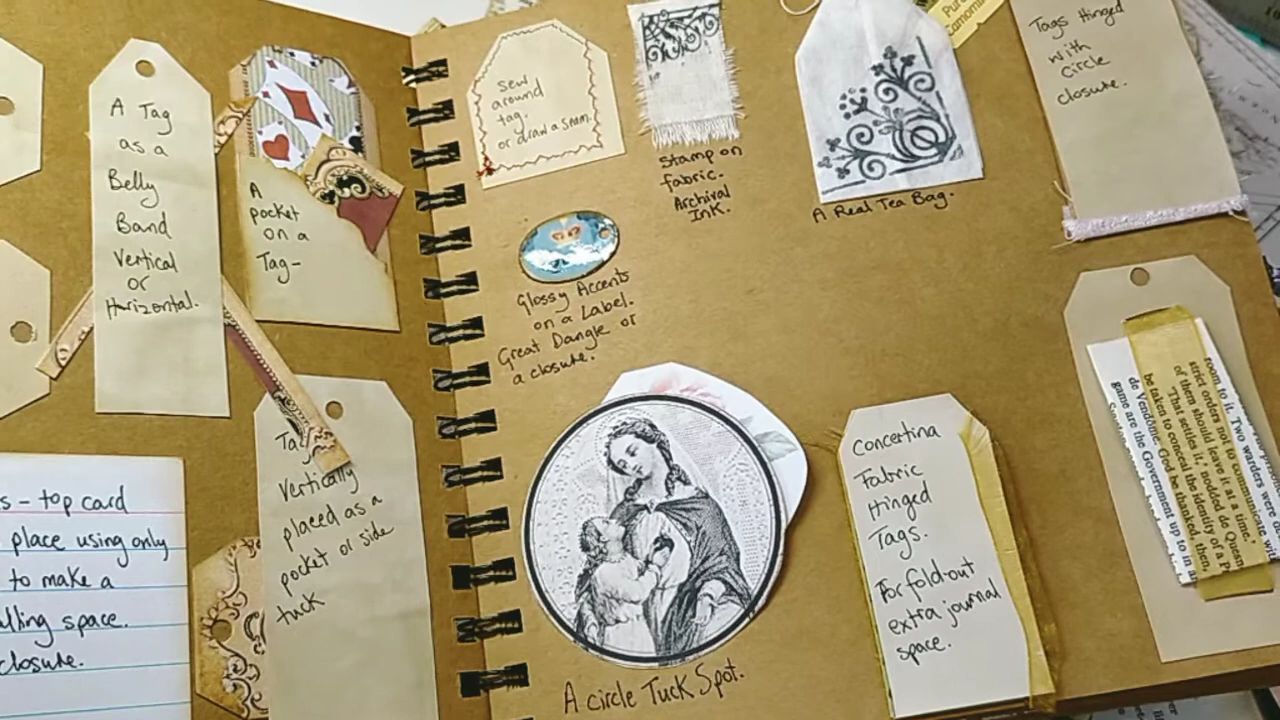 A Tag
as a
Belly
Band
Vertical
or
Horizontal.
A
pocket
on a
Tag-
Tag
Vertically
placed as a
pocket or side
tuck
s - top card
place using only
to make a
lling space.
closure.
sew
around
tag.
or draw a seam.
Stamp on
fabric.
Archival
Ink.
A Real Tea Bag.
Tags Hinged
with
circle
closure.
Glossy Accents
on a Label.
Great Dangle or
a closure.
A circle Tuck Spot.
concertina
Fabric
Hinged
Tags.
For fold-out
extra journal
space.
room to it. Two warders were
strict orders not to communicate with
of them should leave it at a time.
"That settles it," nodded de Quesn
be taken to conceal the identity of a P
de Vendôme. God be thanked, then,
game are the Government up to in